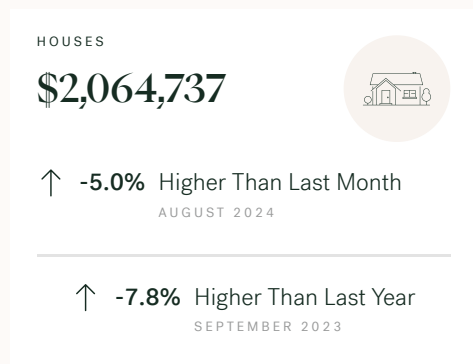 HOUSES
$2,064,737
-5.0% Higher Than Last Month
AUGUST 2024
-7.8% Higher Than Last Year
SEPTEMBER 2023